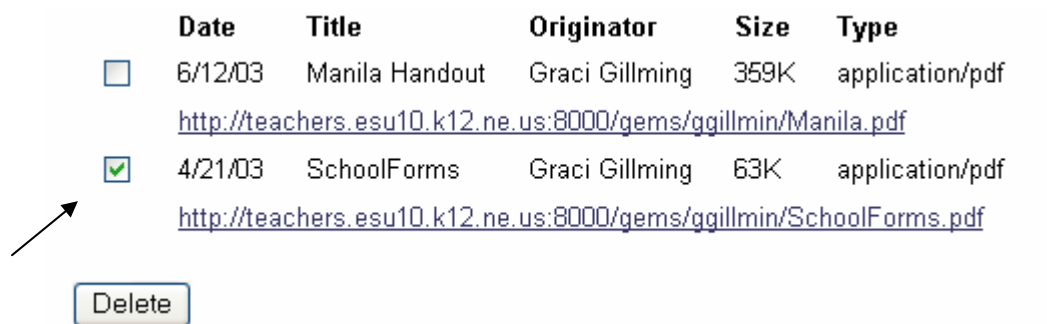 Date Title Originator Size Type
6/12/03 Manila Handout Graci Gillming 359K application/pdf
http://teachers.esu10.k12.ne.us:8000/gems/ggillmin/Manila.pdf
4/21/03 SchoolForms Graci Gillming 63K application/pdf
http://teachers.esu10.k12.ne.us:8000/gems/ggillmin/SchoolForms.pdf
Delete